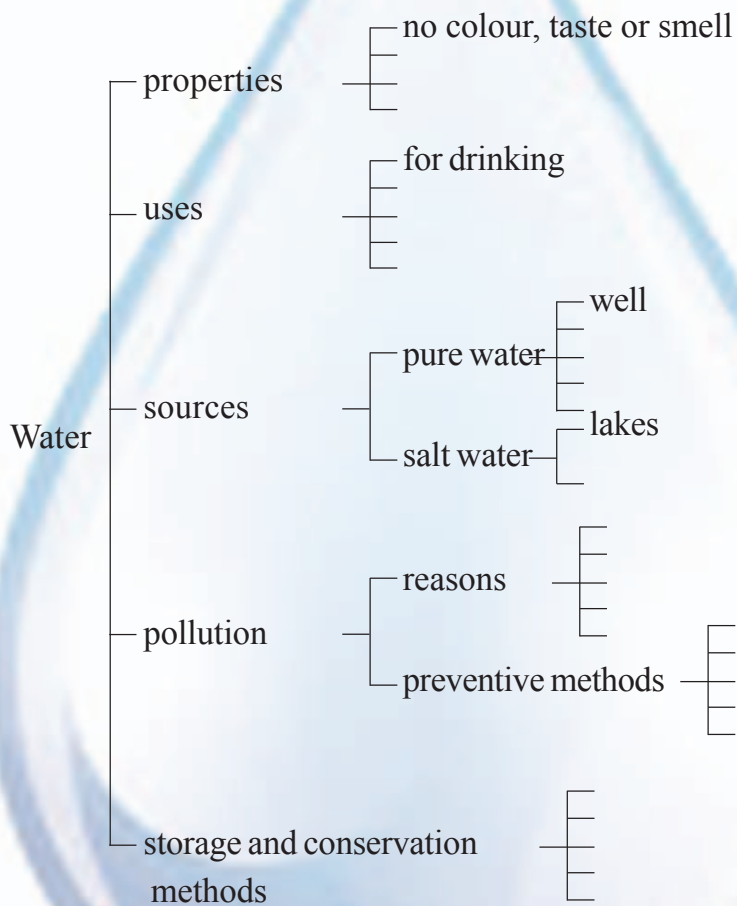 no colour, taste or smell
properties
for drinking
uses
well
pure water
sources
lakes
Water
salt water
reasons
pollution
preventive methods
storage and conservation
methods